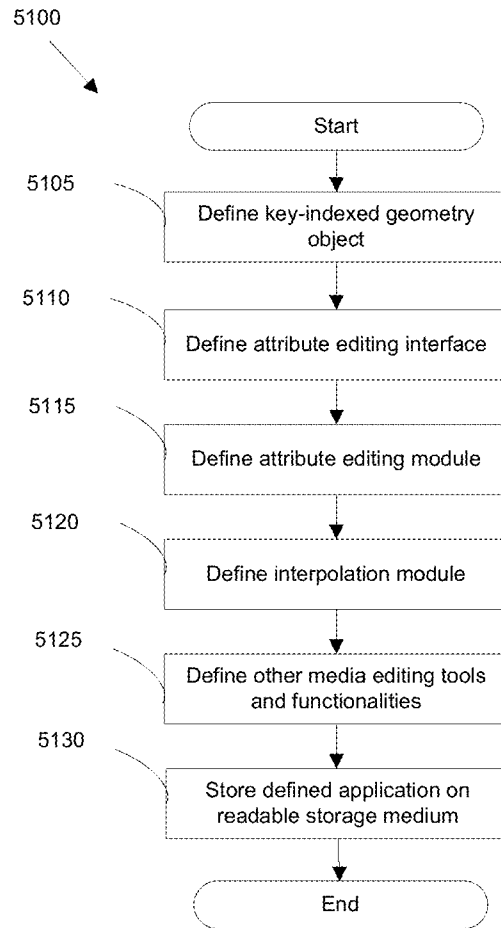 5100
Start
5105
Define key-indexed geometry
object
5110
Define attribute editing interface
5115
Define attribute editing module
5120
Define interpolation module
5125
Define other media editing tools
and functionalities
5130
Store defined application on
readable storage medium
End